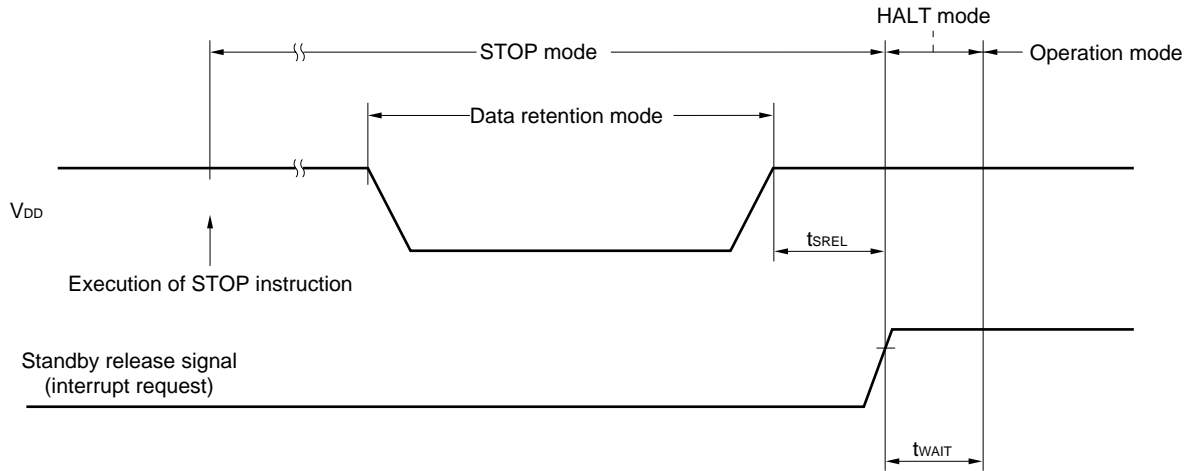 HALT mode
STOP mode
Operation mode
Data retention mode
VDD
tSREL
Execution of STOP instruction
Standby release signal
(interrupt request)
tWAIT